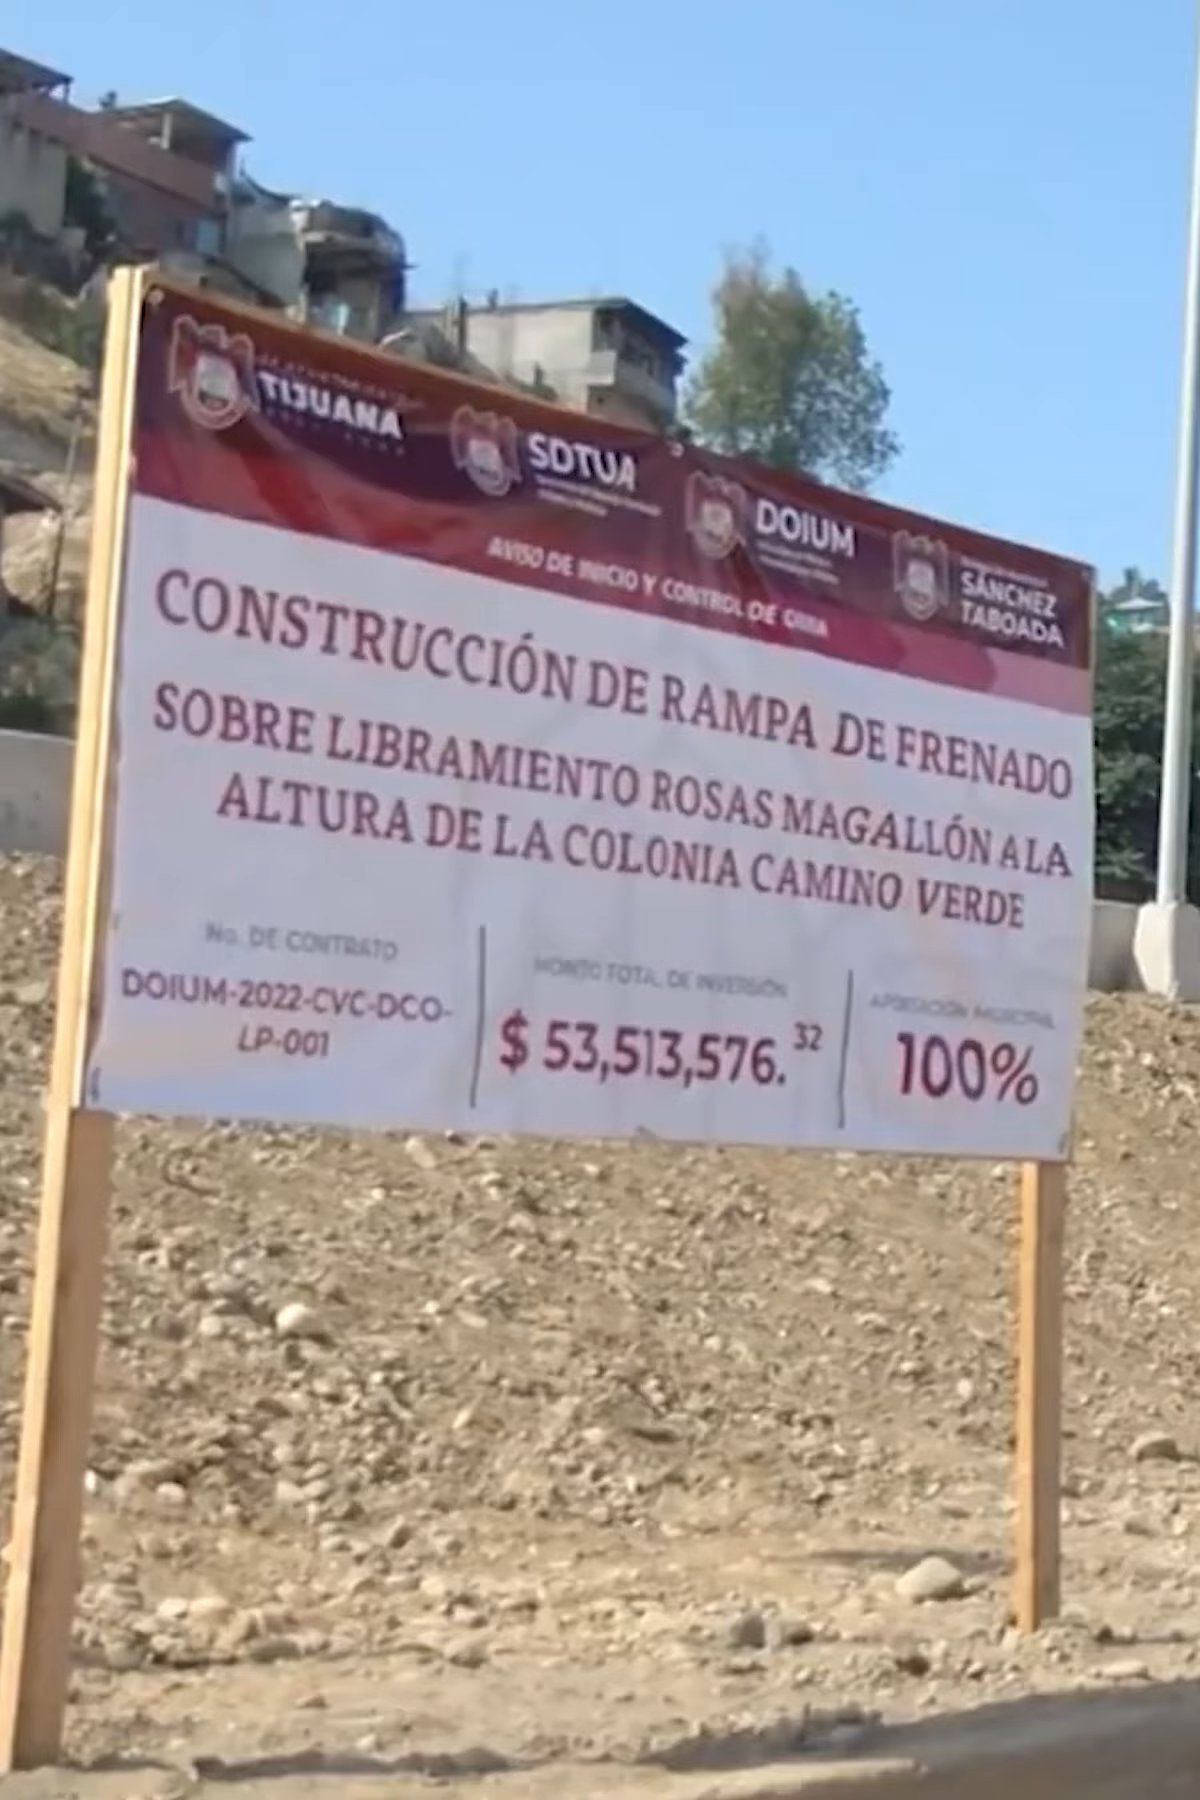 TIJUANA
SDTUA
DOIUM
SÁNCHEZ
TABOADA
AVISO DE INICIO Y CONTROL DE OBRA
CONSTRUCCIÓN DE RAMPA DE FRENADO
SOBRE LIBRAMIENTO ROSAS MAGALLÓN A LA
ALTURA DE LA COLONIA CAMINO VERDE
No. DE CONTRATO
DOIUM-2022-CVC-DCO-
LP-001
MONTO TOTAL DE INVERSIÓN
$ 53,513,576.32
APORTACIÓN MUNICIPAL
100%